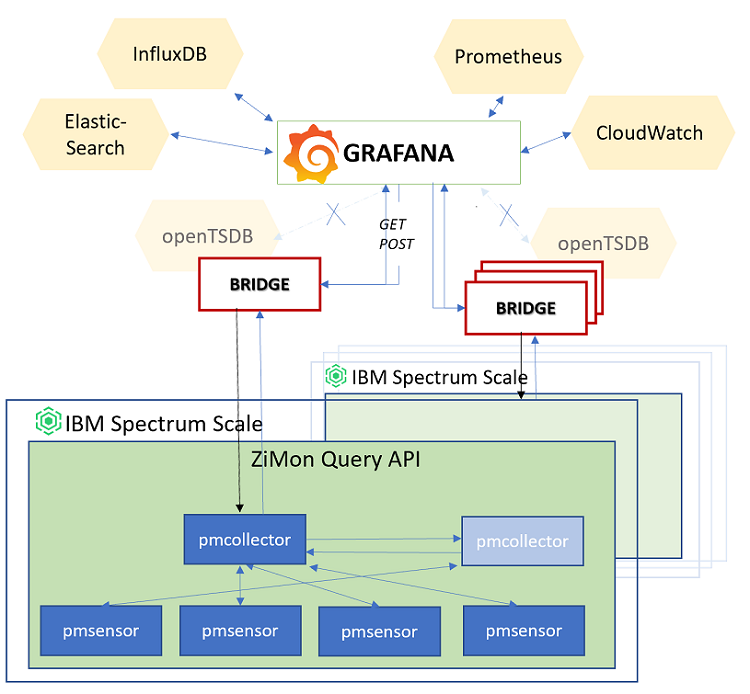 InfluxDB
Prometheus
Elastic-
Search
GRAFANA
CloudWatch
openTSDB
GET
POST
openTSDB
BRIDGE
BRIDGE
IBM Spectrum Scale
IBM Spectrum Scale
ZiMon Query API
pmcollector
pmcollector
pmsensor
pmsensor
pmsensor
pmsensor